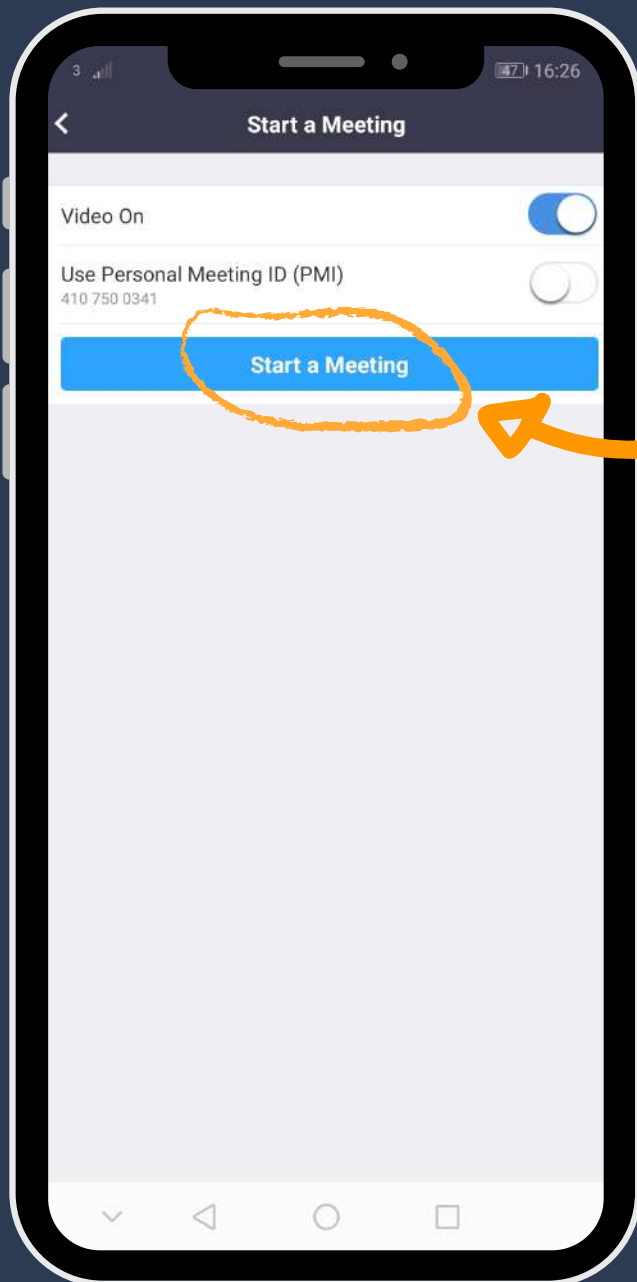 3 47 16:26
Start a Meeting
Video On
Use Personal Meeting ID (PMI)
410 750 0341
Start a Meeting